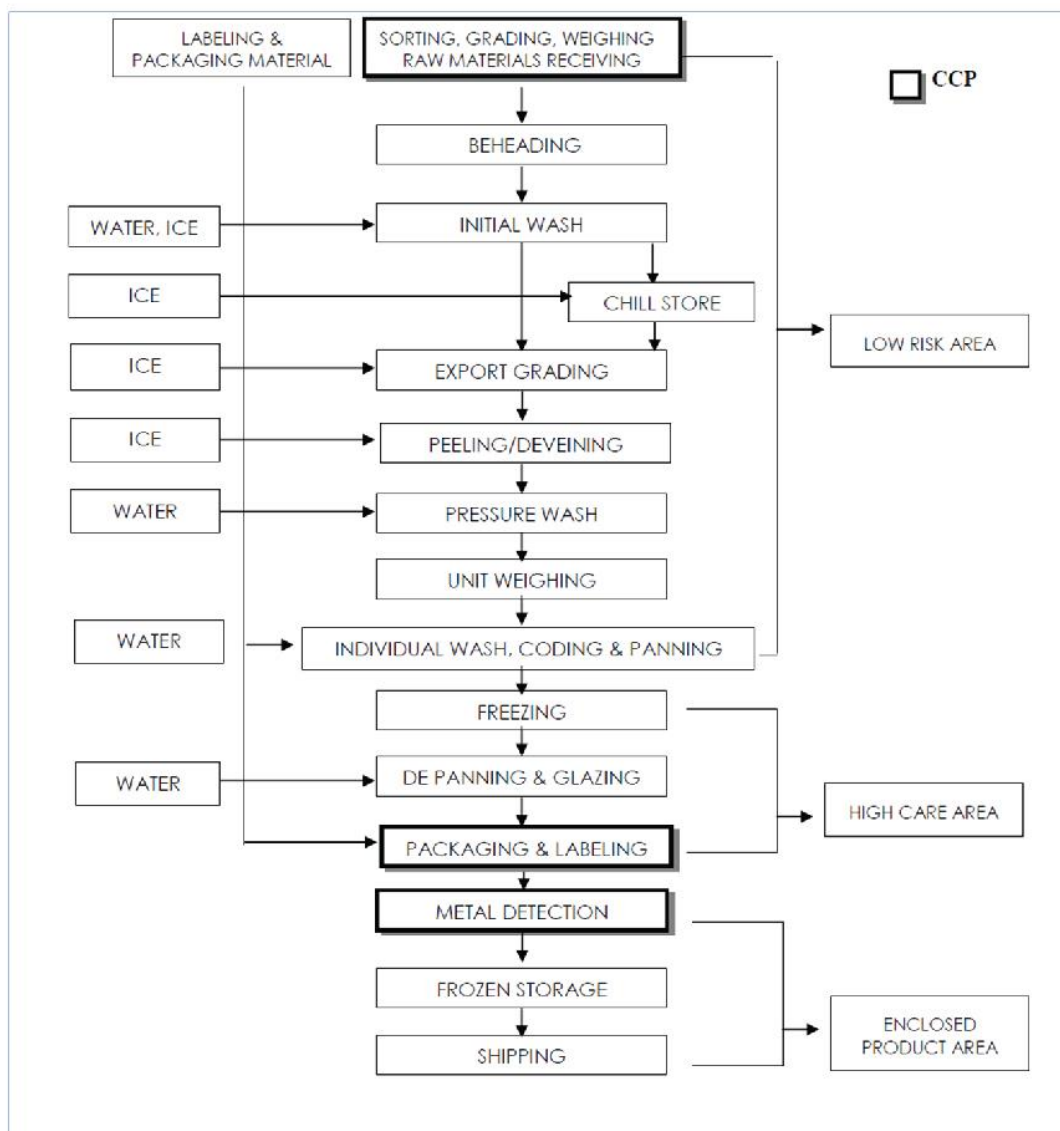 LABELING &
PACKAGING MATERIAL
SORTING, GRADING, WEIGHING
RAW MATERIALS RECEIVING
CCP
BEHEADING
WATER, ICE
INITIAL WASH
ICE
CHILL STORE
LOW RISK AREA
ICE
EXPORT GRADING
ICE
PEELING/DEVEINING
WATER
PRESSURE WASH
UNIT WEIGHING
WATER
INDIVIDUAL WASH, CODING & PANNING
FREEZING
WATER
DE PANNING & GLAZING
HIGH CARE AREA
PACKAGING & LABELING
METAL DETECTION
FROZEN STORAGE
ENCLOSED
PRODUCT AREA
SHIPPING